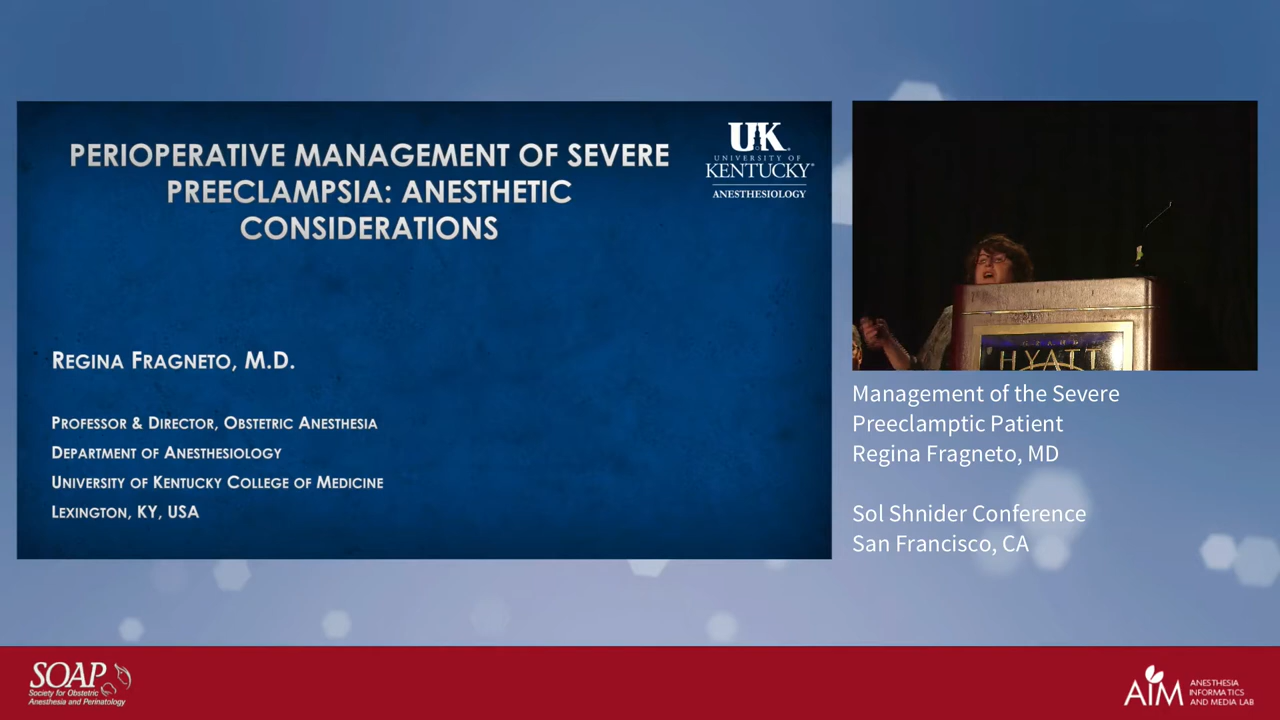 PERIOPERATIVE MANAGEMENT OF SEVERE
PREECLAMPSIA: ANESTHETIC
CONSIDERATIONS
UK
UNIVERSITY OF
KENTUCKY
ANESTHESIOLOGY
REGINA FRAGNETO, M.D.
PROFESSOR & DIRECTOR, OBSTETRIC ANESTHESIA
DEPARTMENT OF ANESTHESIOLOGY
UNIVERSITY OF KENTUCKY COLLEGE OF MEDICINE
LEXINGTON, KY, USA
HYATT
Management of the Severe
Preeclamptic Patient
Regina Fragneto, MD
Sol Shnider Conference
San Francisco, CA
SOAP
Society for Obstetric
Anesthesia and Perinatology
AIM
ANESTHESIA
INFORMATICS
AND MEDIA LAB